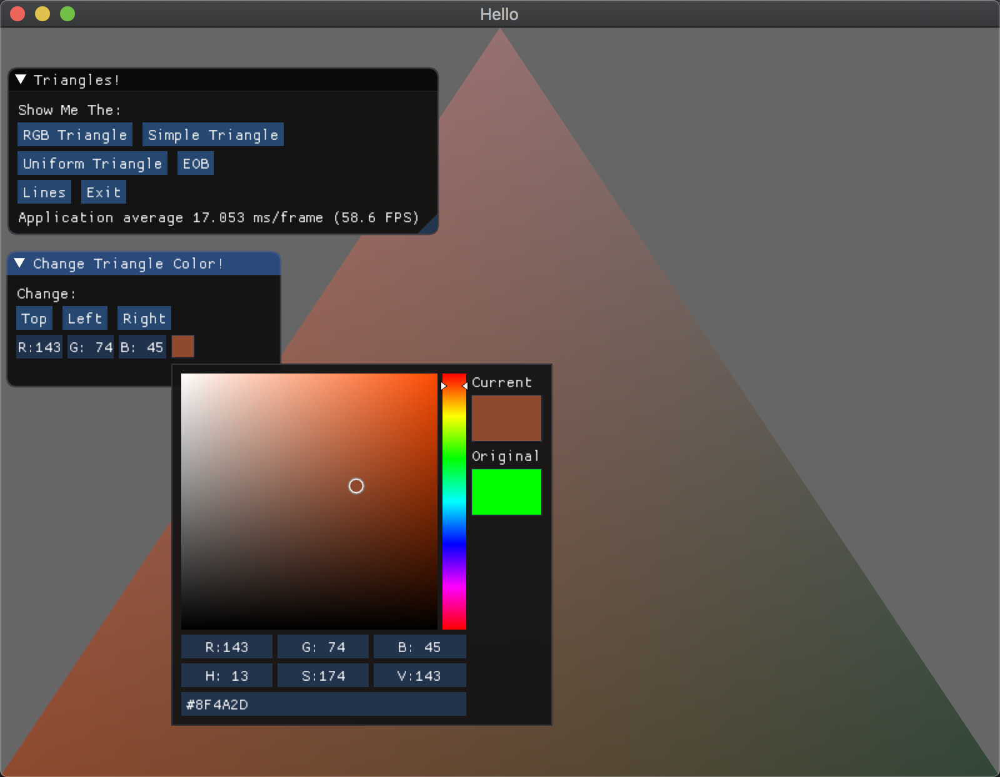 Hello
Triangles!
Show Me The:
RGB Triangle Simple Triangle
Uniform Triangle EOB
Lines Exit
Application average 17.053 ms/frame (58.6 FPS)
Change Triangle Color!
Change:
Top Left Right
R:143 G: 74 B: 45
Current
Original
R:143 G: 74 B: 45
H: 13 S:174 V:143
#8F4A2D